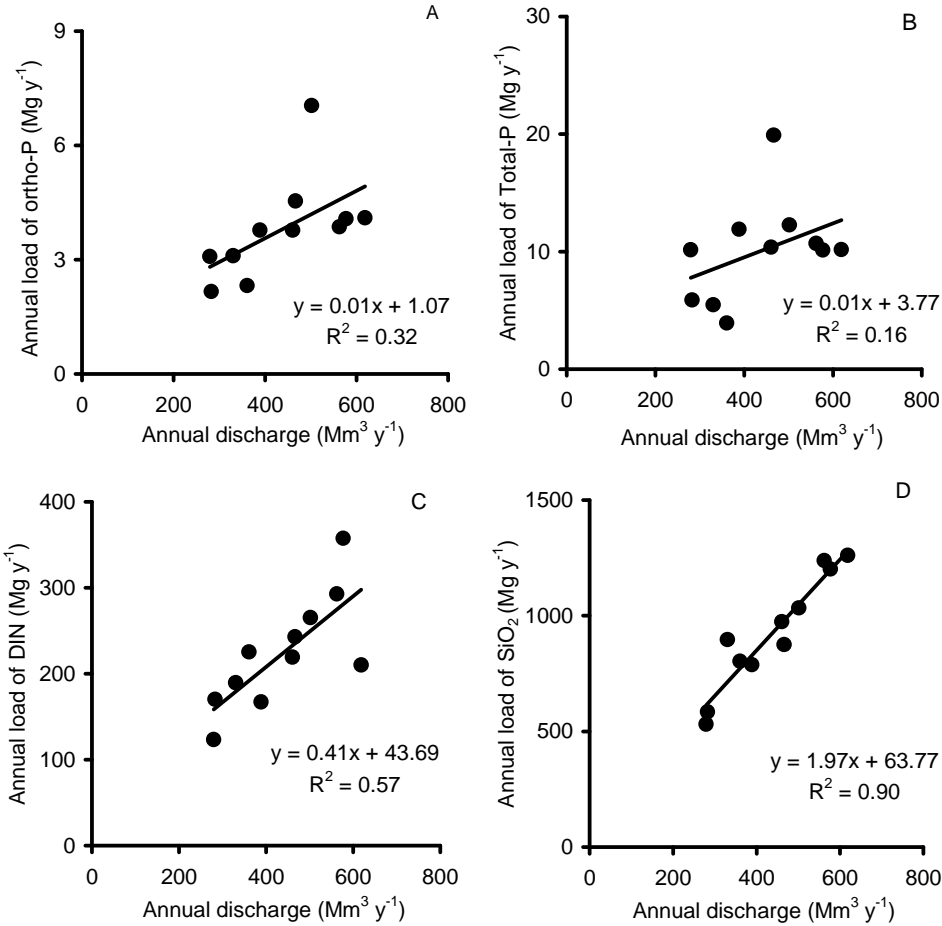 A
Annual load of ortho-P (Mg y⁻¹)
9
6
3
0
0 200 400 600 800
y = 0.01x + 1.07
R² = 0.32
Annual discharge (Mm³ y⁻¹)
B
Annual load of Total-P (Mg y⁻¹)
30
20
10
0
0 200 400 600 800
y = 0.01x + 3.77
R² = 0.16
Annual discharge (Mm³ y⁻¹)
C
Annual load of DIN (Mg y⁻¹)
400
300
200
100
0
0 200 400 600 800
y = 0.41x + 43.69
R² = 0.57
Annual discharge (Mm³ y⁻¹)
D
Annual load of SiO₂ (Mg y⁻¹)
1500
1000
500
0
0 200 400 600 800
y = 1.97x + 63.77
R² = 0.90
Annual discharge (Mm³ y⁻¹)